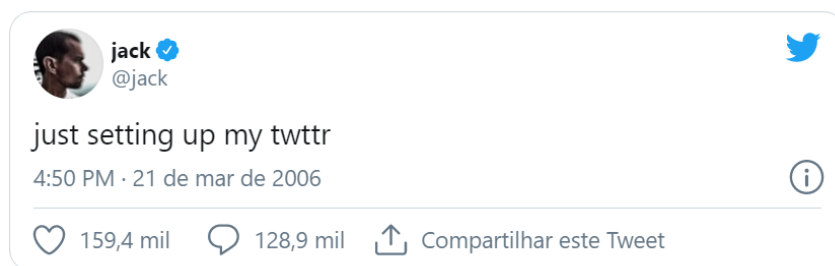 jack
@jack
just setting up my twttr
4:50 PM · 21 de mar de 2006
159,4 mil 128,9 mil Compartilhar este Tweet